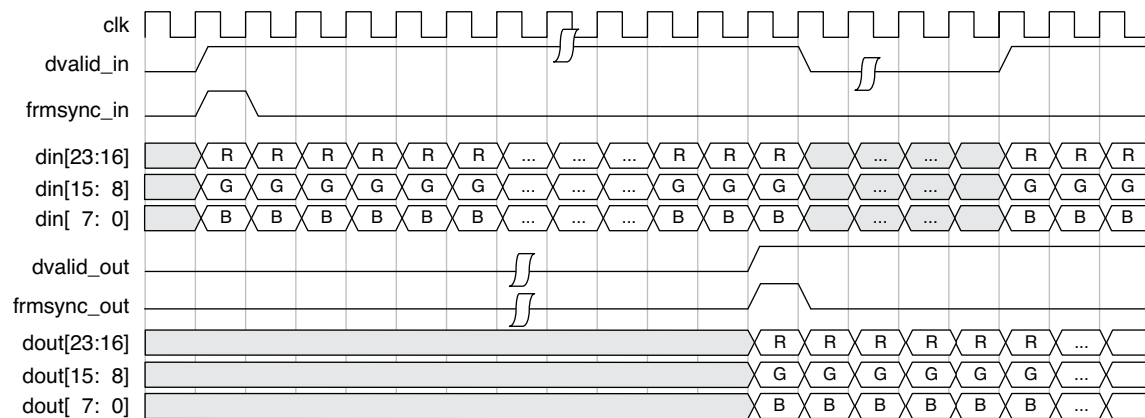 clk
dvalid_in
frmsync_in
din[23:16] R R R R R R ... ... ... R R R ... ... R R R
din[15: 8] G G G G G G ... ... ... G G G ... ... G G G
din[ 7: 0] B B B B B B ... ... ... B B B ... ... B B B
dvalid_out
frmsync_out
dout[23:16] R R R R R R ...
dout[15: 8] G G G G G G ...
dout[ 7: 0] B B B B B B ...